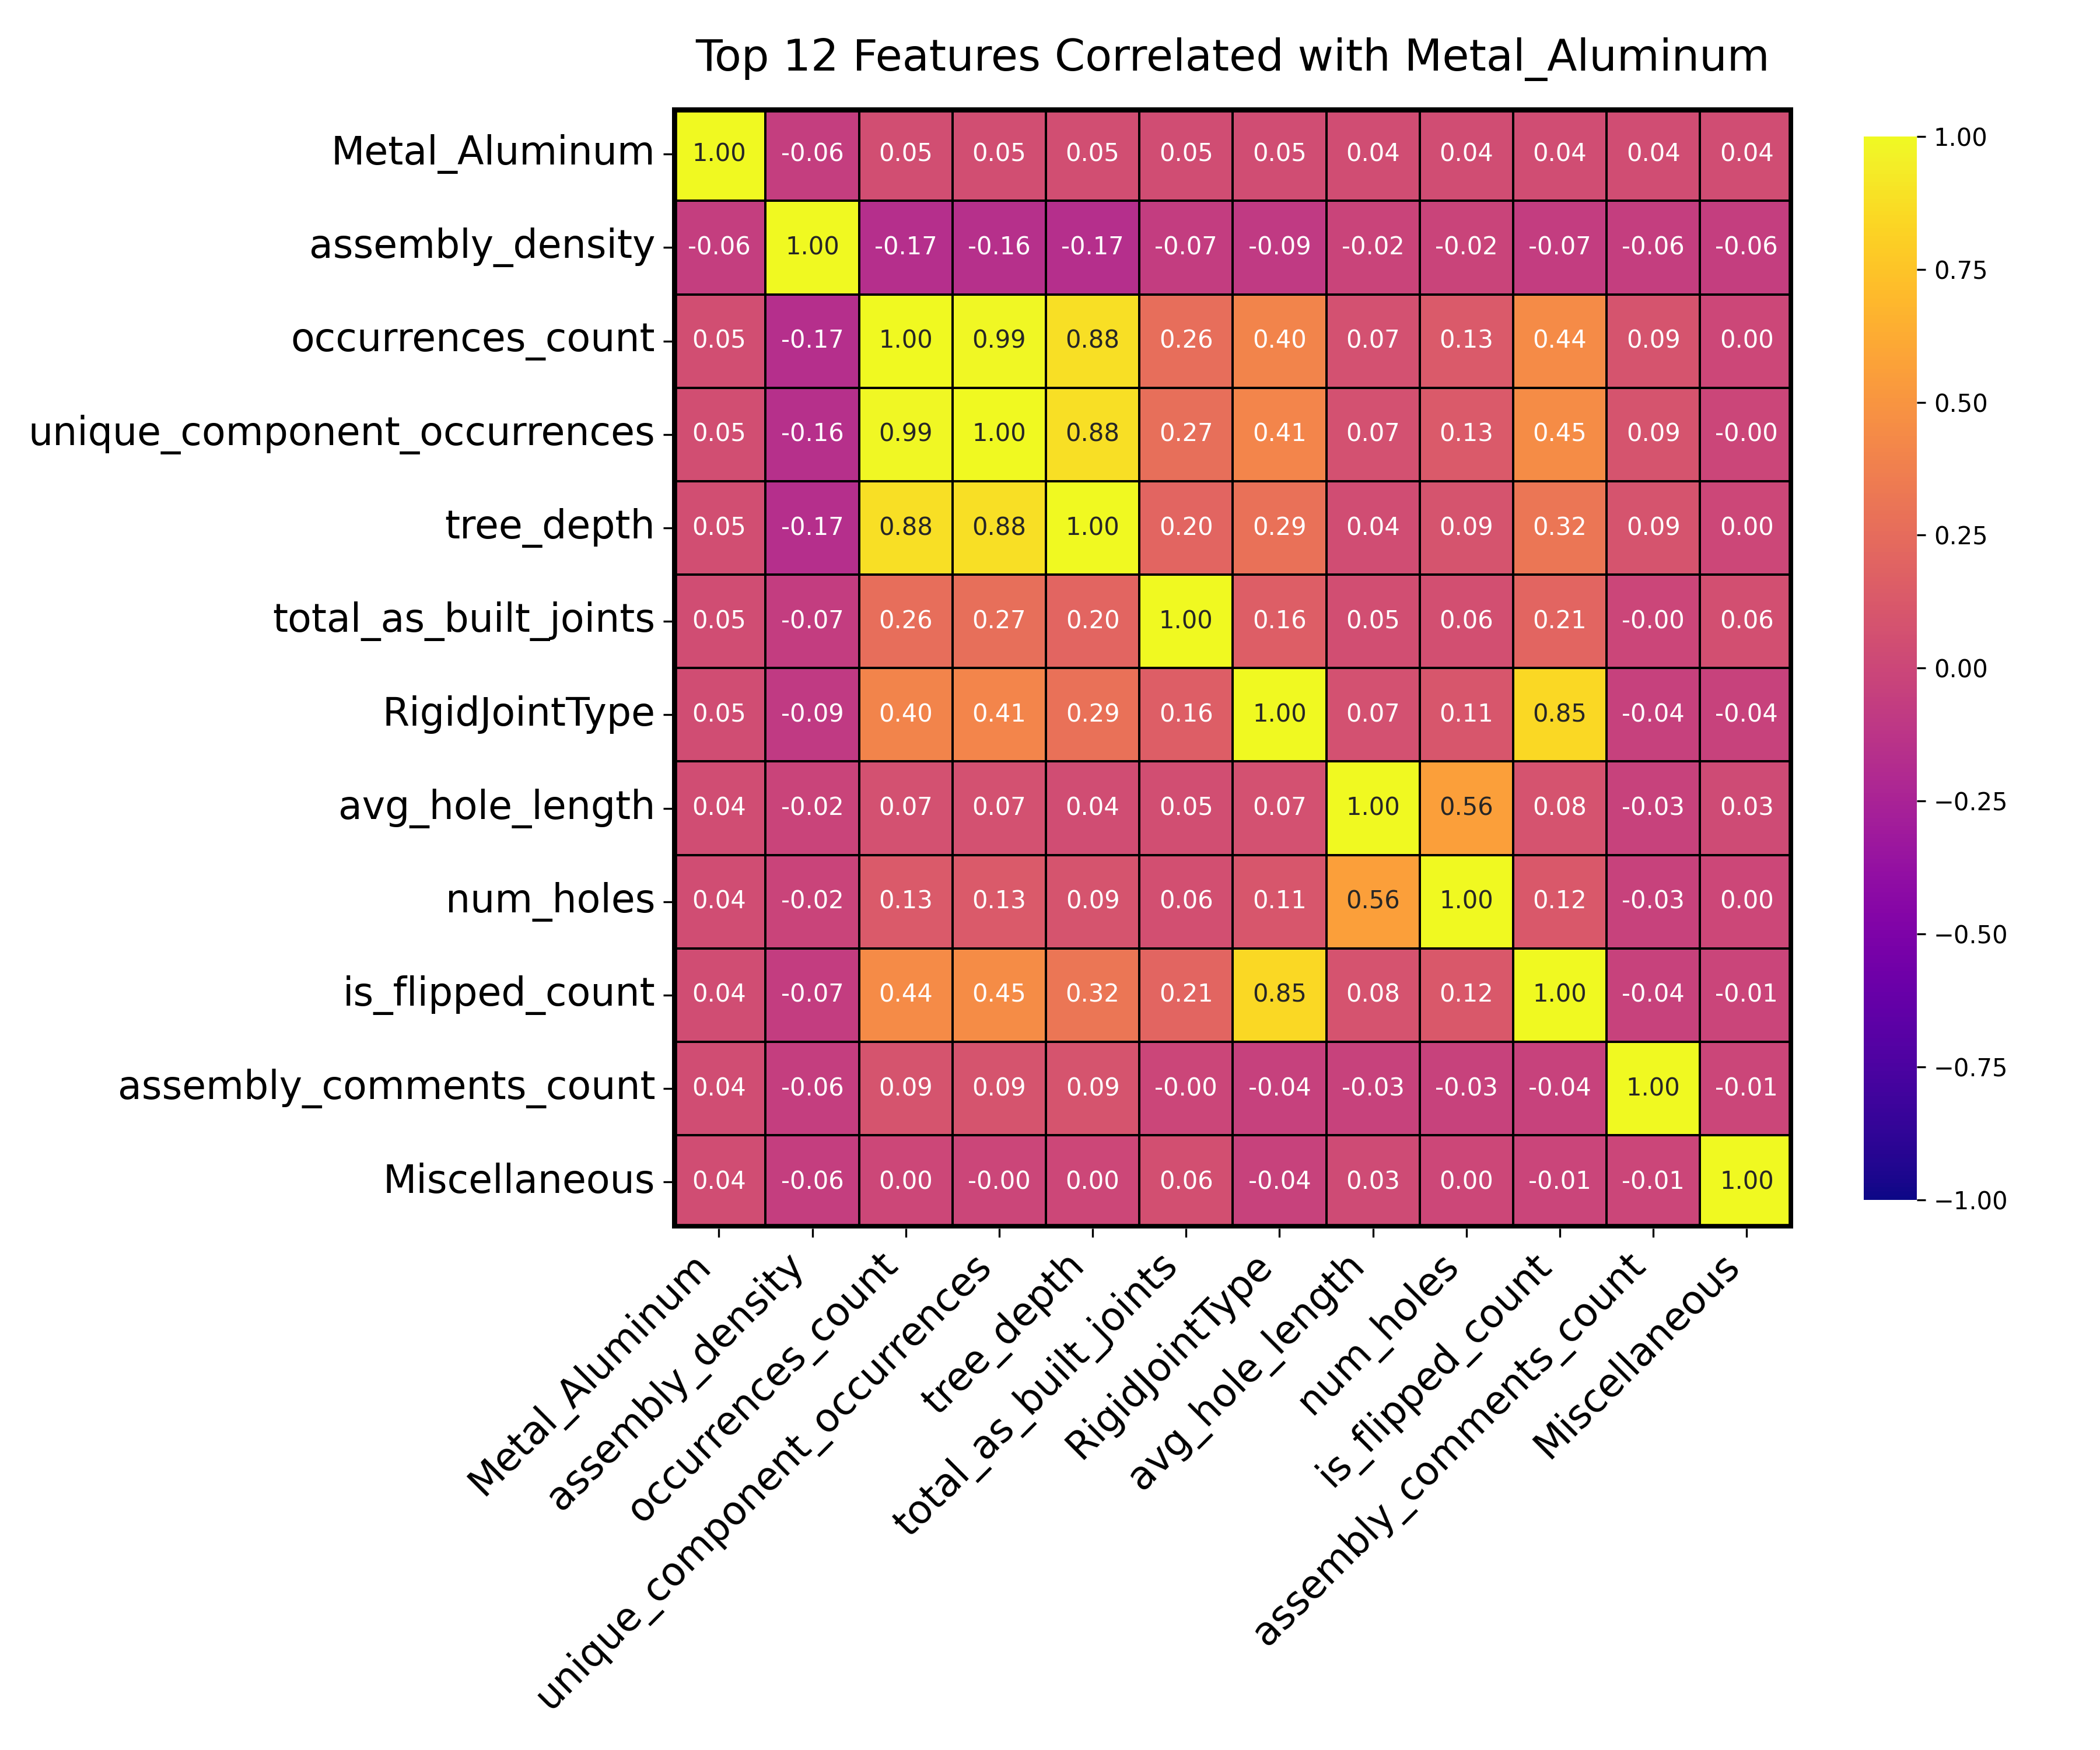 Top 12 Features Correlated with Metal_Aluminum
Metal_Aluminum 1.00 -0.06 0.05 0.05 0.05 0.05 0.05 0.04 0.04 0.04 0.04 0.04
assembly_density -0.06 1.00 -0.17 -0.16 -0.17 -0.07 -0.09 -0.02 -0.02 -0.07 -0.06 -0.06
occurrences_count 0.05 -0.17 1.00 0.99 0.88 0.26 0.40 0.07 0.13 0.44 0.09 0.00
unique_component_occurrences 0.05 -0.16 0.99 1.00 0.88 0.27 0.41 0.07 0.13 0.45 0.09 -0.00
tree_depth 0.05 -0.17 0.88 0.88 1.00 0.20 0.29 0.04 0.09 0.32 0.09 0.00
total_as_built_joints 0.05 -0.07 0.26 0.27 0.20 1.00 0.16 0.05 0.06 0.21 -0.00 0.06
RigidJointType 0.05 -0.09 0.40 0.41 0.29 0.16 1.00 0.07 0.11 0.85 -0.04 -0.04
avg_hole_length 0.04 -0.02 0.07 0.07 0.04 0.05 0.07 1.00 0.56 0.08 -0.03 0.03
num_holes 0.04 -0.02 0.13 0.13 0.09 0.06 0.11 0.56 1.00 0.12 -0.03 0.00
is_flipped_count 0.04 -0.07 0.44 0.45 0.32 0.21 0.85 0.08 0.12 1.00 -0.04 -0.01
assembly_comments_count 0.04 -0.06 0.09 0.09 0.09 -0.00 -0.04 -0.03 -0.03 -0.04 1.00 -0.01
Miscellaneous 0.04 -0.06 0.00 -0.00 0.00 0.06 -0.04 0.03 0.00 -0.01 -0.01 1.00
Metal_Aluminum
assembly_density
occurrences_count
unique_component_occurrences
tree_depth
total_as_built_joints
RigidJointType
avg_hole_length
num_holes
is_flipped_count
assembly_comments_count
Miscellaneous
1.00
0.75
0.50
0.25
0.00
−0.25
−0.50
−0.75
−1.00